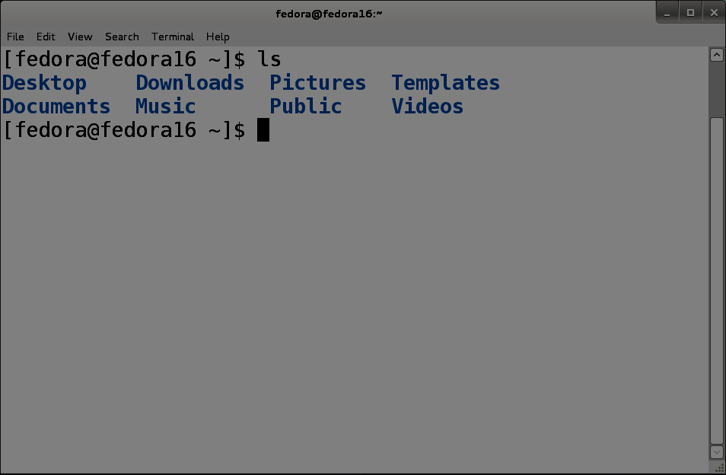 fedora@fedora16:~
File Edit View Search Terminal Help
[fedora@fedora16 ~]$ ls
Desktop Downloads Pictures Templates
Documents Music Public Videos
[fedora@fedora16 ~]$